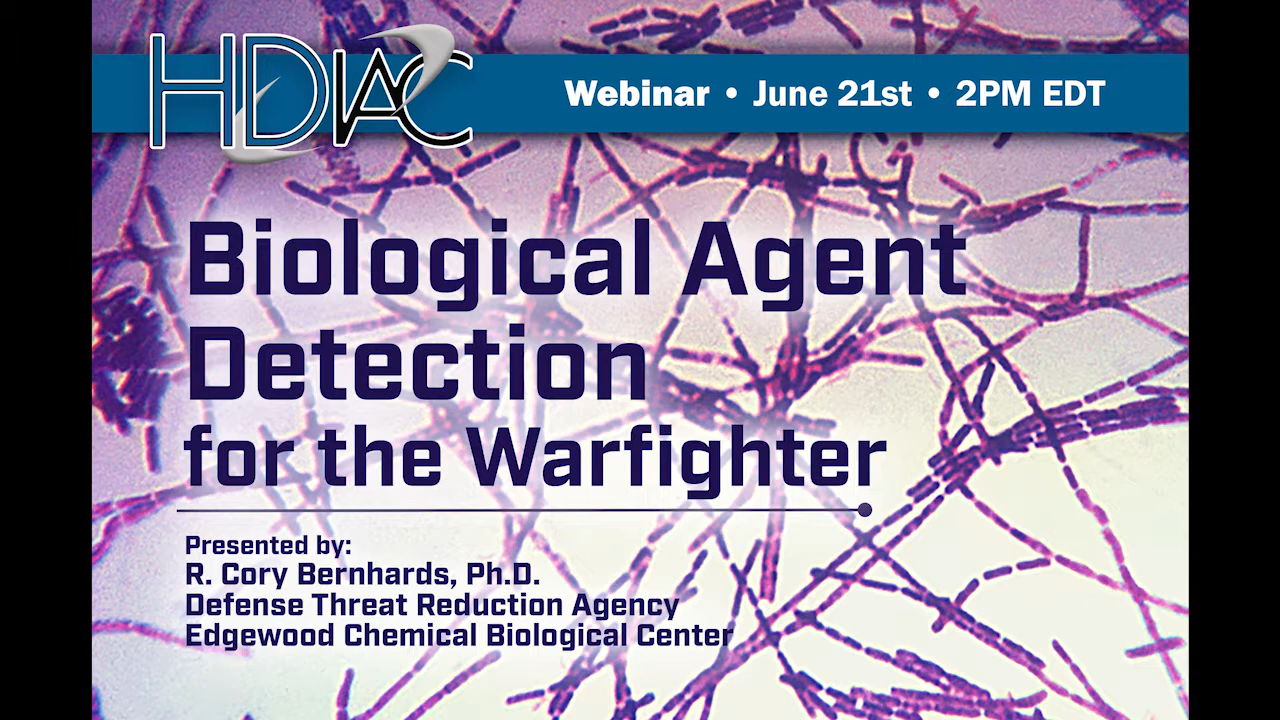 HDIAC
Webinar • June 21st • 2PM EDT
Biological Agent
Detection
for the Warfighter
Presented by:
R. Cory Bernhards, Ph.D.
Defense Threat Reduction Agency
Edgewood Chemical Biological Center